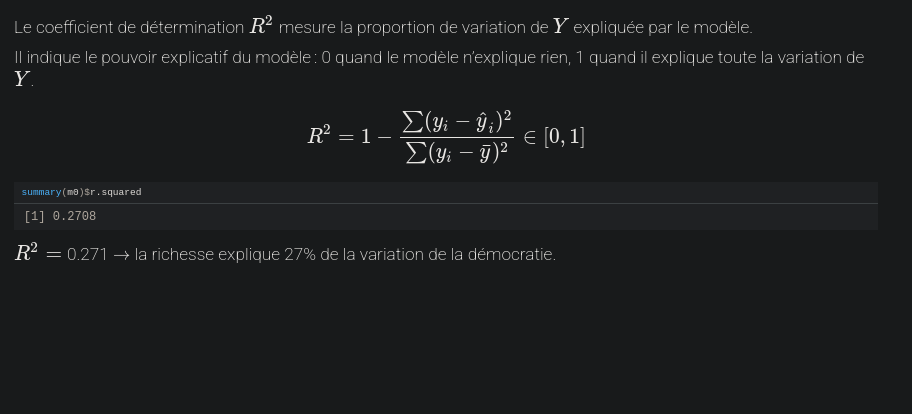 Le coefficient de détermination R² mesure la proportion de variation de Y expliquée par le modèle.
Il indique le pouvoir explicatif du modèle : 0 quand le modèle n'explique rien, 1 quand il explique toute la variation de
Y.
R² = 1 − ∑(yᵢ − ŷᵢ)² / ∑(yᵢ − ȳ)² ∈ [0, 1]
summary(m0)$r.squared
[1] 0.2708
R² = 0.271 → la richesse explique 27% de la variation de la démocratie.